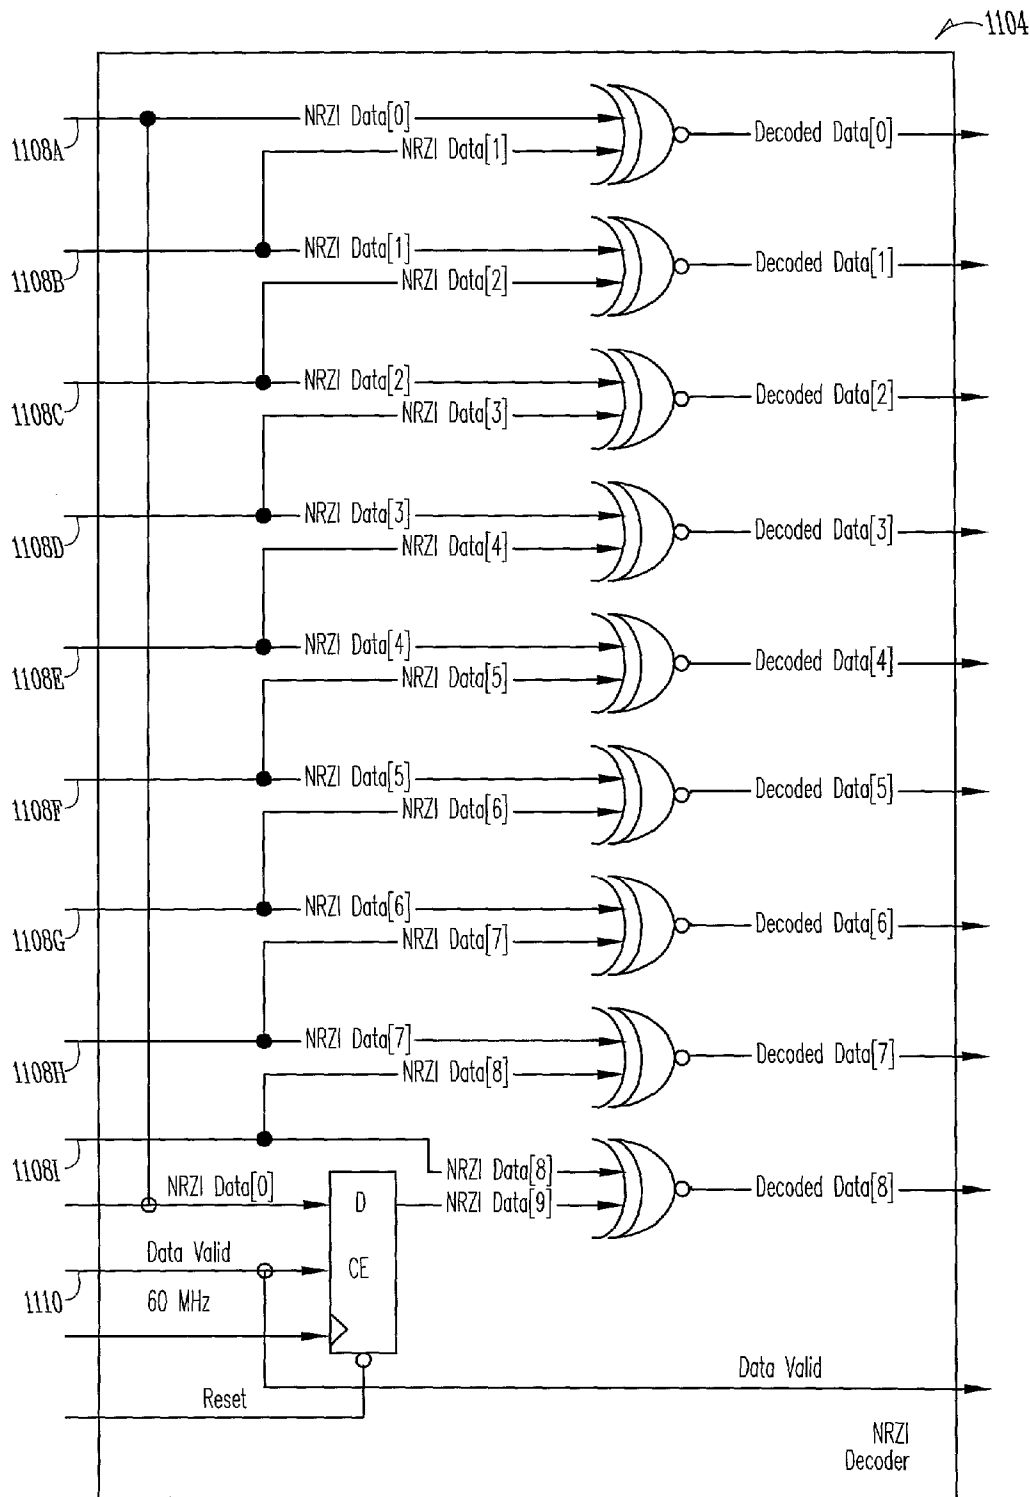 1104
NRZI Data[0]
1108A
NRZI Data[1]
Decoded Data[0]
NRZI Data[1]
1108B
NRZI Data[2]
Decoded Data[1]
NRZI Data[2]
1108C
NRZI Data[3]
Decoded Data[2]
NRZI Data[3]
1108D
NRZI Data[4]
Decoded Data[3]
NRZI Data[4]
1108E
NRZI Data[5]
Decoded Data[4]
NRZI Data[5]
1108F
NRZI Data[6]
Decoded Data[5]
NRZI Data[6]
1108G
NRZI Data[7]
Decoded Data[6]
NRZI Data[7]
1108H
NRZI Data[8]
Decoded Data[7]
1108I
NRZI Data[8]
NRZI Data[0]
D
NRZI Data[9]
Decoded Data[8]
Data Valid
CE
1110
60 MHz
Data Valid
Reset
NRZI
Decoder